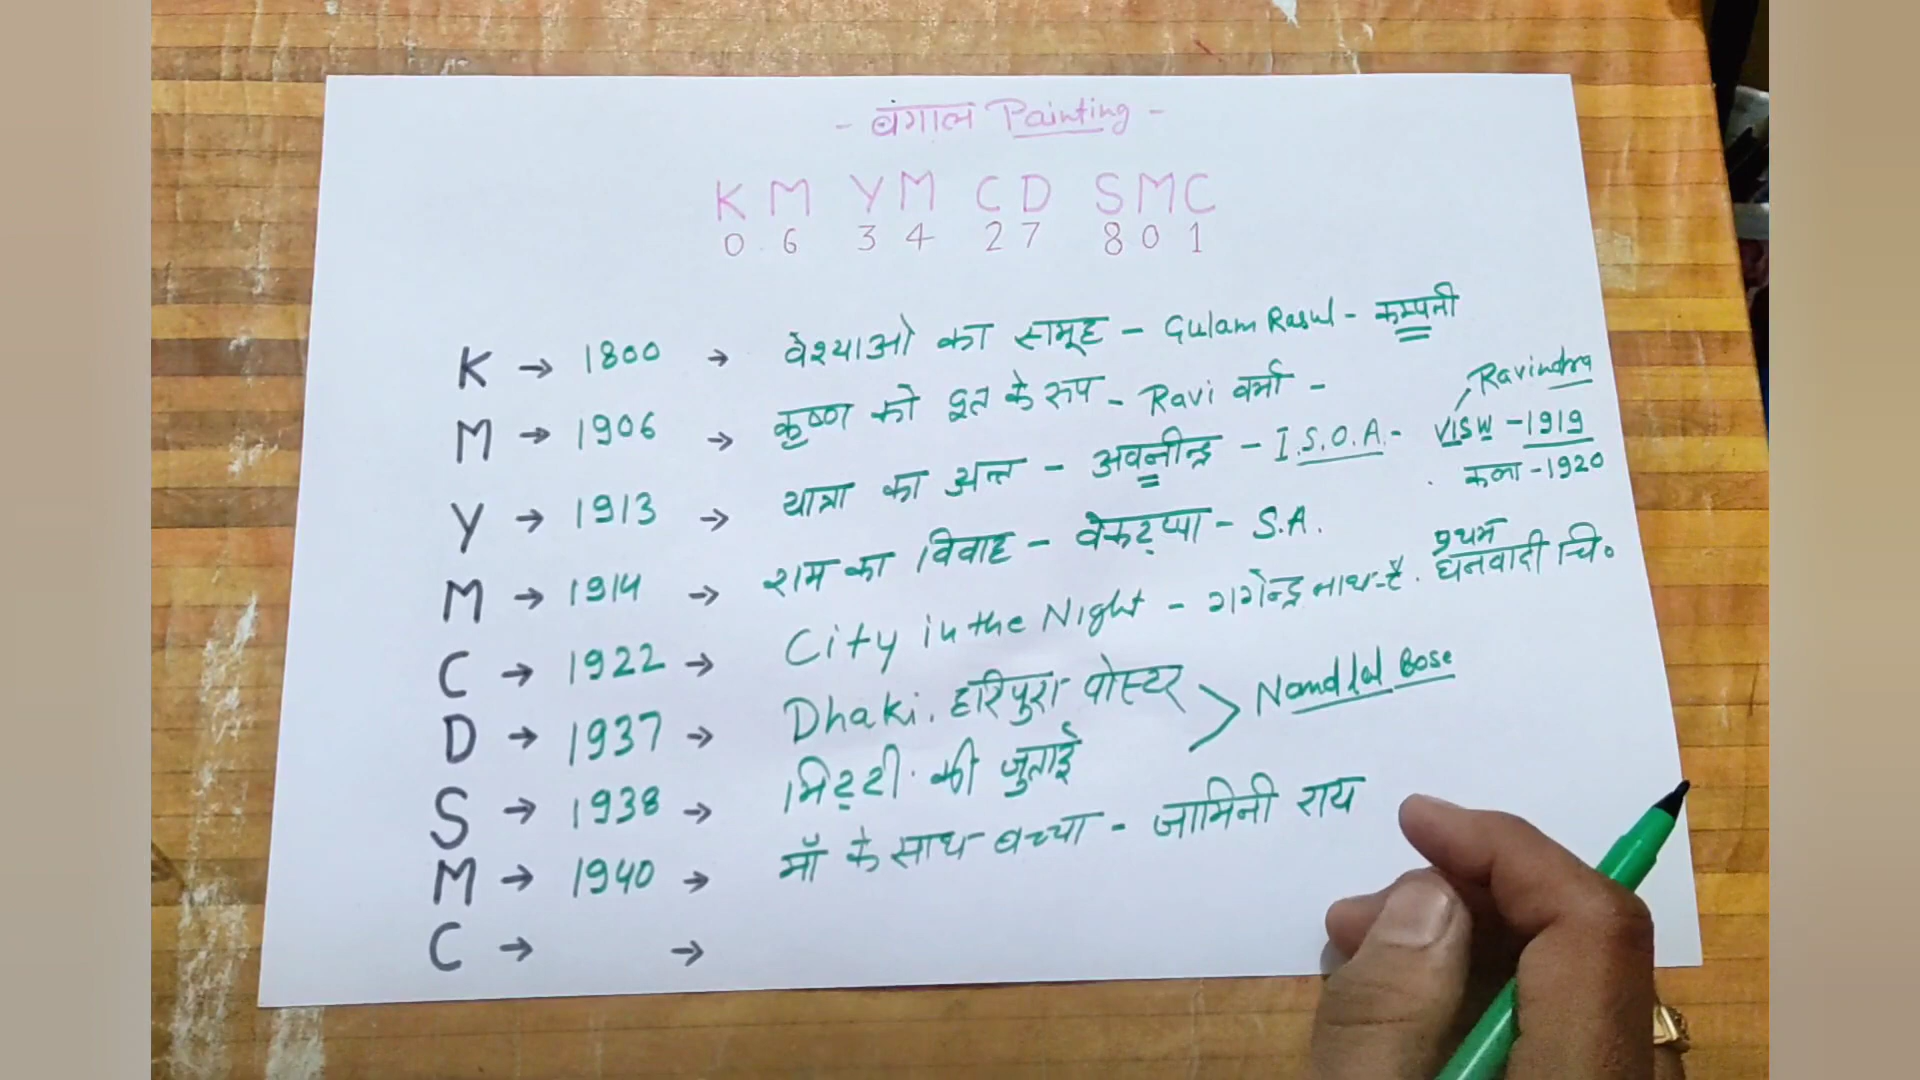 - बंगाल Painting -
K M Y M C D S M C
0 6 3 4 2 7 8 0 1
K → 1800 → वेश्याओ का समूह - Gulam Rasul - कम्पनी
M → 1906 → कृष्ण को दूत के रूप - Ravi वर्मा -
Ravindra
Y → 1913 → यात्रा का अन्त - अवनीन्द्र - I.S.O.A. - VISW - 1919
कला - 1920
M → 1914 → राम का विवाह - वेंकटप्पा - S.A.
C → 1922 → City in the Night - गगेन्द्र नाथ - टै. प्रथम घनवादी चि०
D → 1937 → Dhaki. हरिपुरा पोस्टर
S → 1938 → मिट्टी की जुताई > Nandlal Bose
M → 1940 → माँ के साथ बच्चा - जामिनी राय
C → →